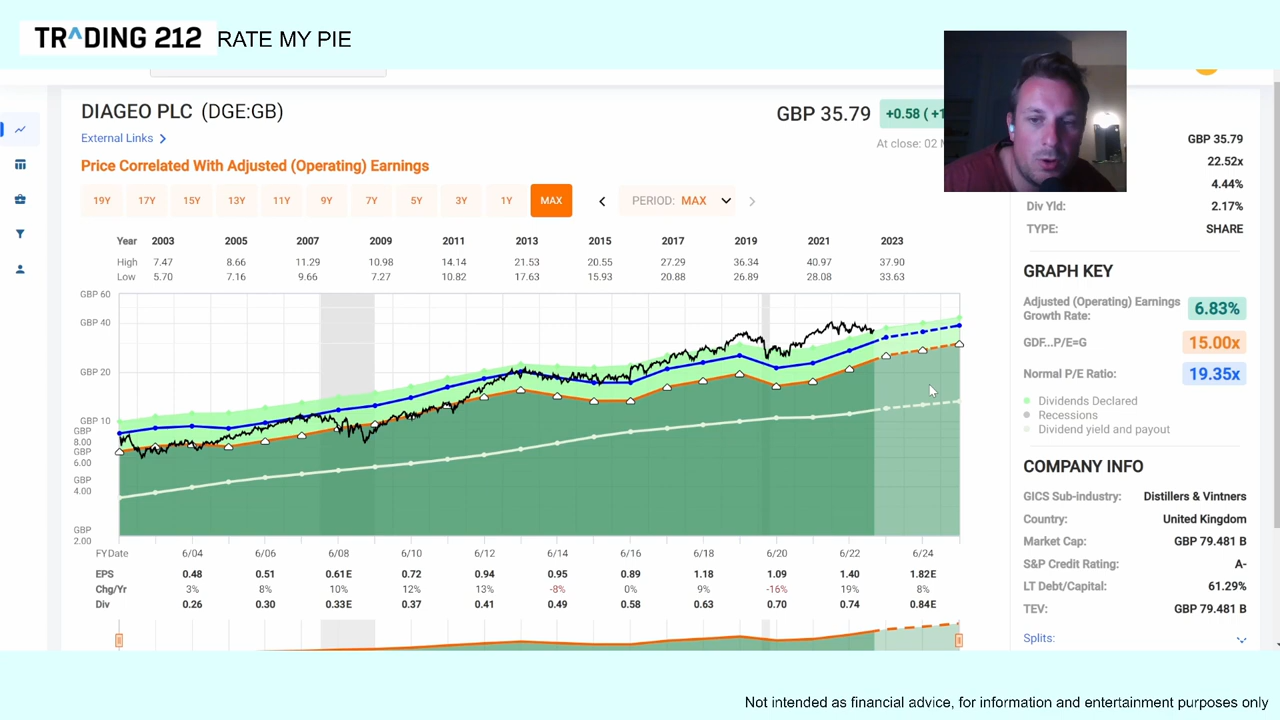 TRADING 212 RATE MY PIE
DIAGEO PLC (DGE:GB)
External Links
Price Correlated With Adjusted (Operating) Earnings
GBP 35.79 +0.58 ( +1
At close: 02
19Y 17Y 15Y 13Y 11Y 9Y 7Y 5Y 3Y 1Y MAX PERIOD: MAX
Year 2003 2005 2007 2009 2011 2013 2015 2017 2019 2021 2023
High 7.47 8.66 11.29 10.98 14.14 21.53 20.55 27.29 36.34 40.97 37.90
Low 5.70 7.16 9.66 7.27 10.82 17.63 15.93 20.88 26.89 28.08 33.63
GBP 60
GBP 40
GBP 20
GBP 10
GBP
8.00
GBP
6.00
GBP
4.00
GBP
2.00
FYDate 6/04 6/06 6/08 6/10 6/12 6/14 6/16 6/18 6/20 6/22 6/24
EPS 0.48 0.51 0.61E 0.72 0.94 0.95 0.89 1.18 1.09 1.40 1.82E
Chg/Yr 3% 8% 10% 12% 13% -8% 0% 9% -16% 19% 8%
Div 0.26 0.30 0.33E 0.37 0.41 0.49 0.58 0.63 0.70 0.74 0.84E
GBP 35.79
22.52x
4.44%
Div Yld: 2.17%
TYPE: SHARE
GRAPH KEY
Adjusted (Operating) Earnings
Growth Rate: 6.83%
GDF...P/E=G 15.00x
Normal P/E Ratio: 19.35x
Dividends Declared
Recessions
Dividend yield and payout
COMPANY INFO
GICS Sub-industry: Distillers & Vintners
Country: United Kingdom
Market Cap: GBP 79.481 B
S&P Credit Rating: A-
LT Debt/Capital: 61.29%
TEV: GBP 79.481 B
Splits:
Not intended as financial advice, for information and entertainment purposes only